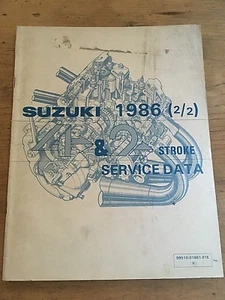 SUZUKI 1986 (2/2)
4 & 2 STROKE
SERVICE DATA